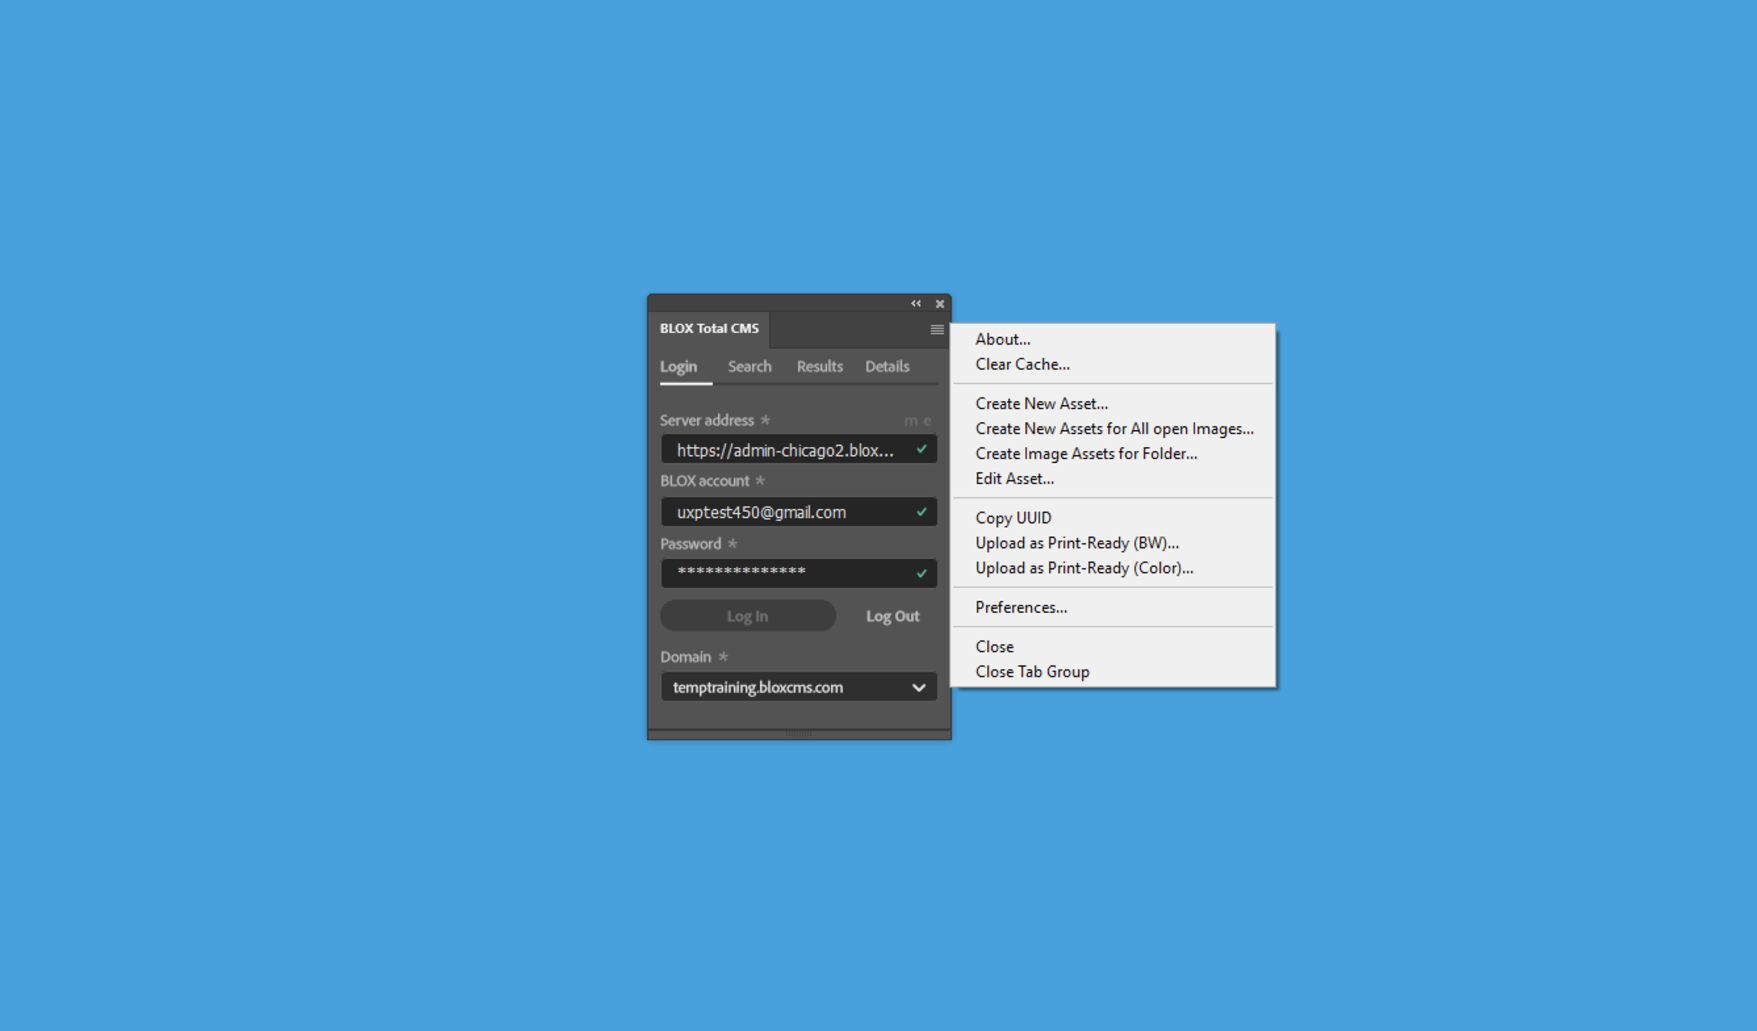 BLOX Total CMS
Login Search Results Details
Server address * m e
https://admin-chicago2.blox...
BLOX account *
uxptest450@gmail.com
Password *
**************
Log In Log Out
Domain *
temptraining.bloxcms.com
About...
Clear Cache...
Create New Asset...
Create New Assets for All open Images...
Create Image Assets for Folder...
Edit Asset...
Copy UUID
Upload as Print-Ready (BW)...
Upload as Print-Ready (Color)...
Preferences...
Close
Close Tab Group